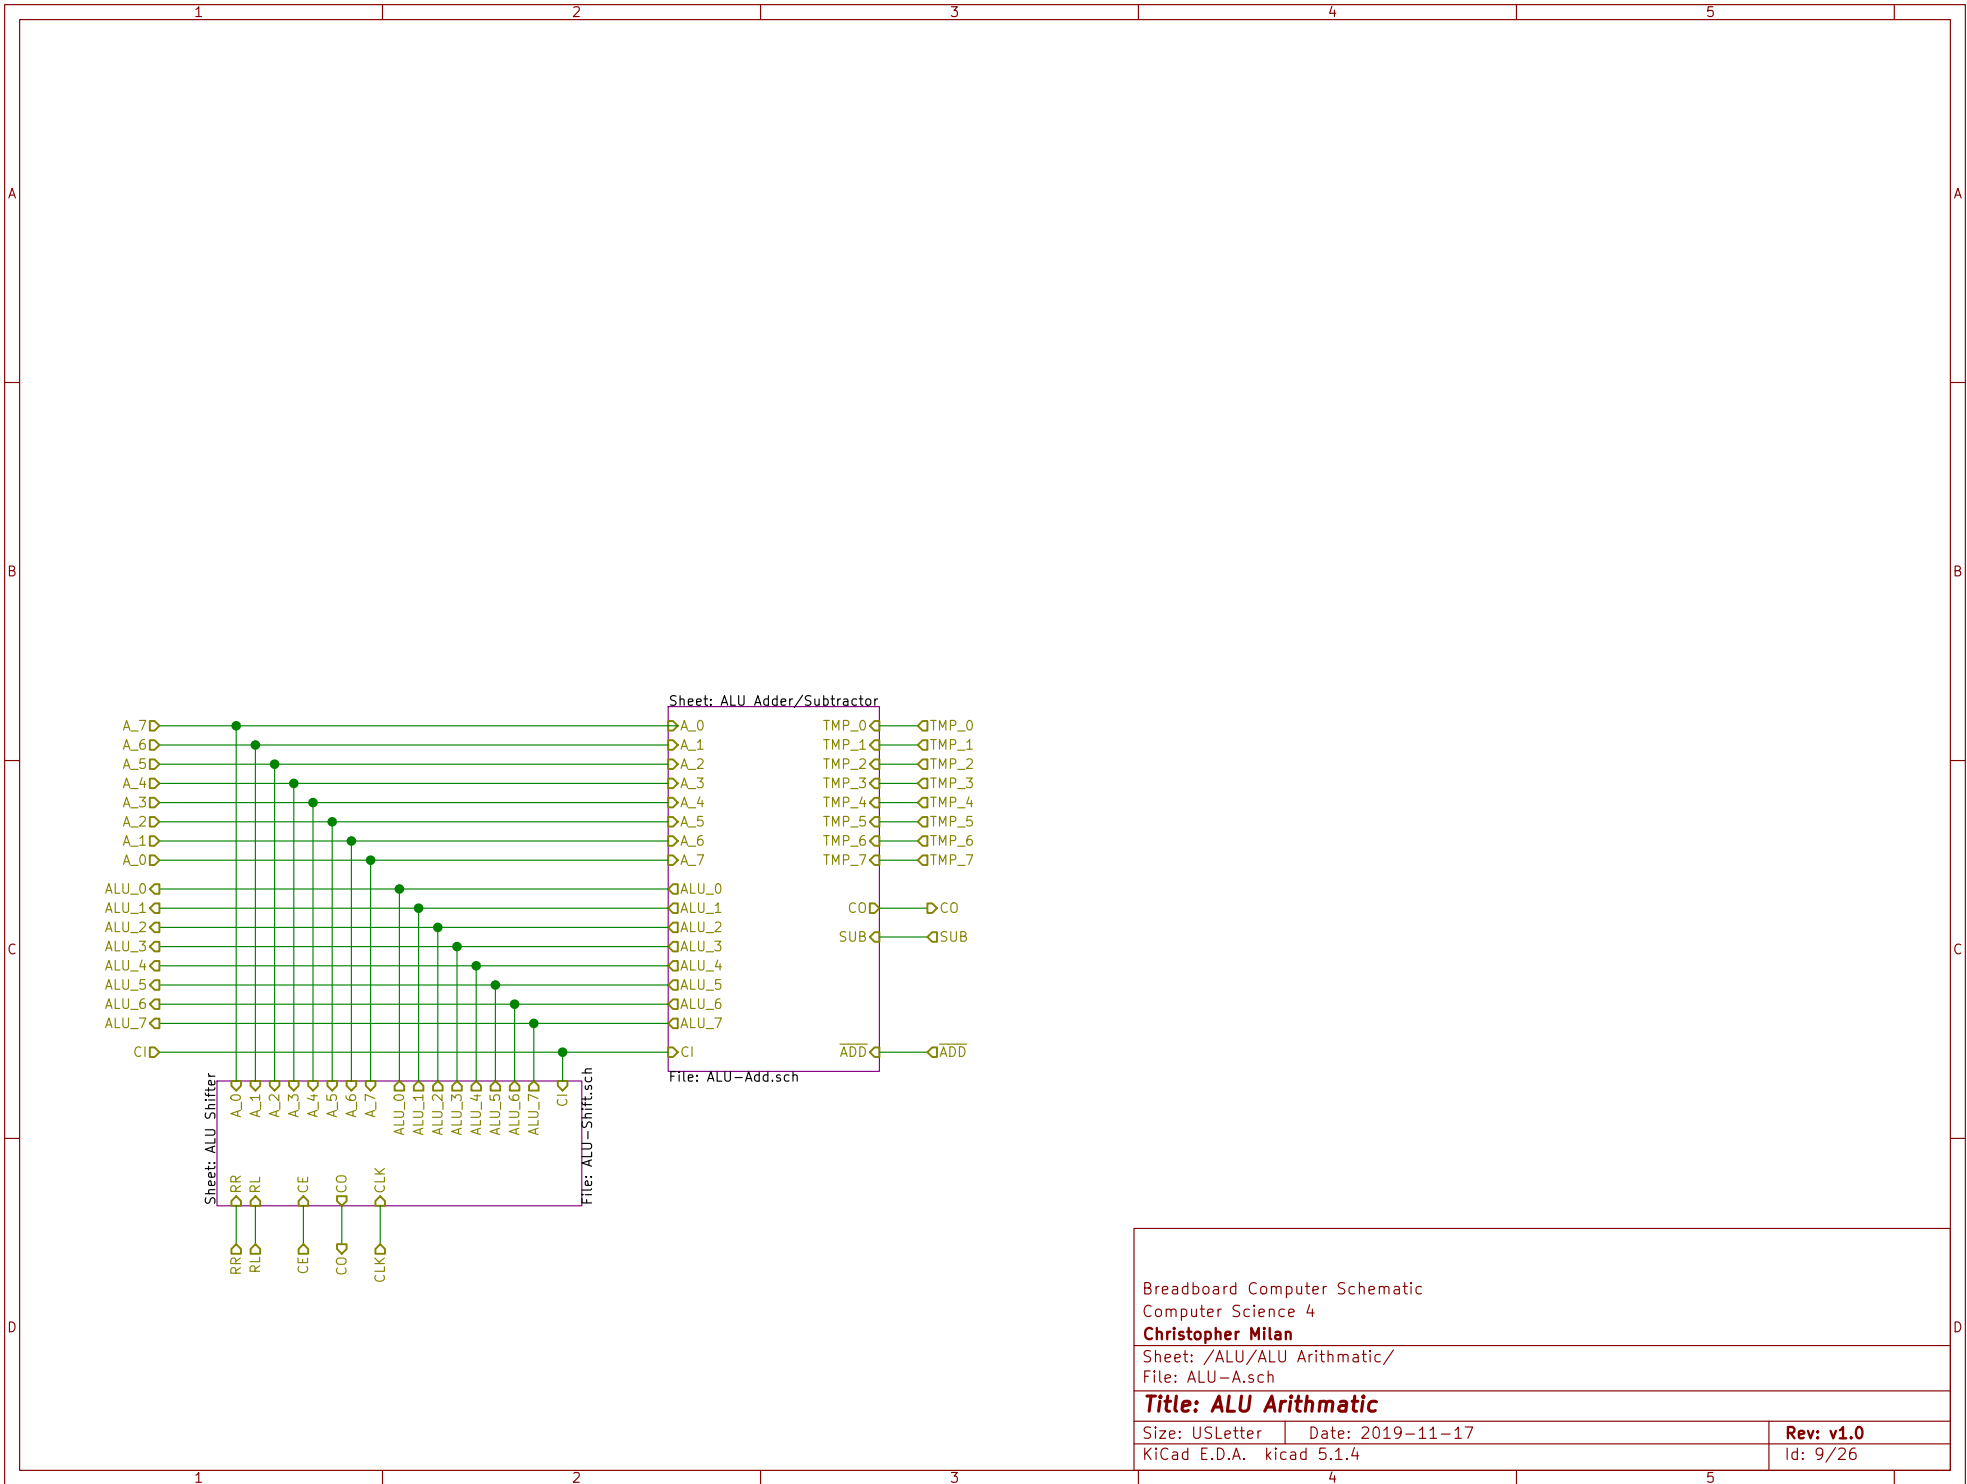 1 2 3 4 5
A A
B B
C C
D D
Sheet: ALU Adder/Subtractor
A_7 A_0 TMP_0 TMP_0
A_6 A_1 TMP_1 TMP_1
A_5 A_2 TMP_2 TMP_2
A_4 A_3 TMP_3 TMP_3
A_3 A_4 TMP_4 TMP_4
A_2 A_5 TMP_5 TMP_5
A_1 A_6 TMP_6 TMP_6
A_0 A_7 TMP_7 TMP_7
ALU_0 ALU_0
ALU_1 ALU_1 CO CO
ALU_2 ALU_2
SUB SUB
ALU_3 ALU_3
ALU_4 ALU_4
ALU_5 ALU_5
ALU_6 ALU_6
ALU_7 ALU_7
CI CI ADD ADD
File: ALU-Add.sch
Sheet: ALU Shifter
A_0 A_1 A_2 A_3 A_4 A_5 A_6 A_7 ALU_0 ALU_1 ALU_2 ALU_3 ALU_4 ALU_5 ALU_6 ALU_7 CI
File: ALU-Shift.sch
RR RL CE CO CLK
RR RL CE CO CLK
Breadboard Computer Schematic
Computer Science 4
Christopher Milan
Sheet: /ALU/ALU Arithmatic/
File: ALU-A.sch
Title: ALU Arithmatic
Size: USLetter Date: 2019-11-17 Rev: v1.0
KiCad E.D.A. kicad 5.1.4 Id: 9/26
1 2 3 4 5